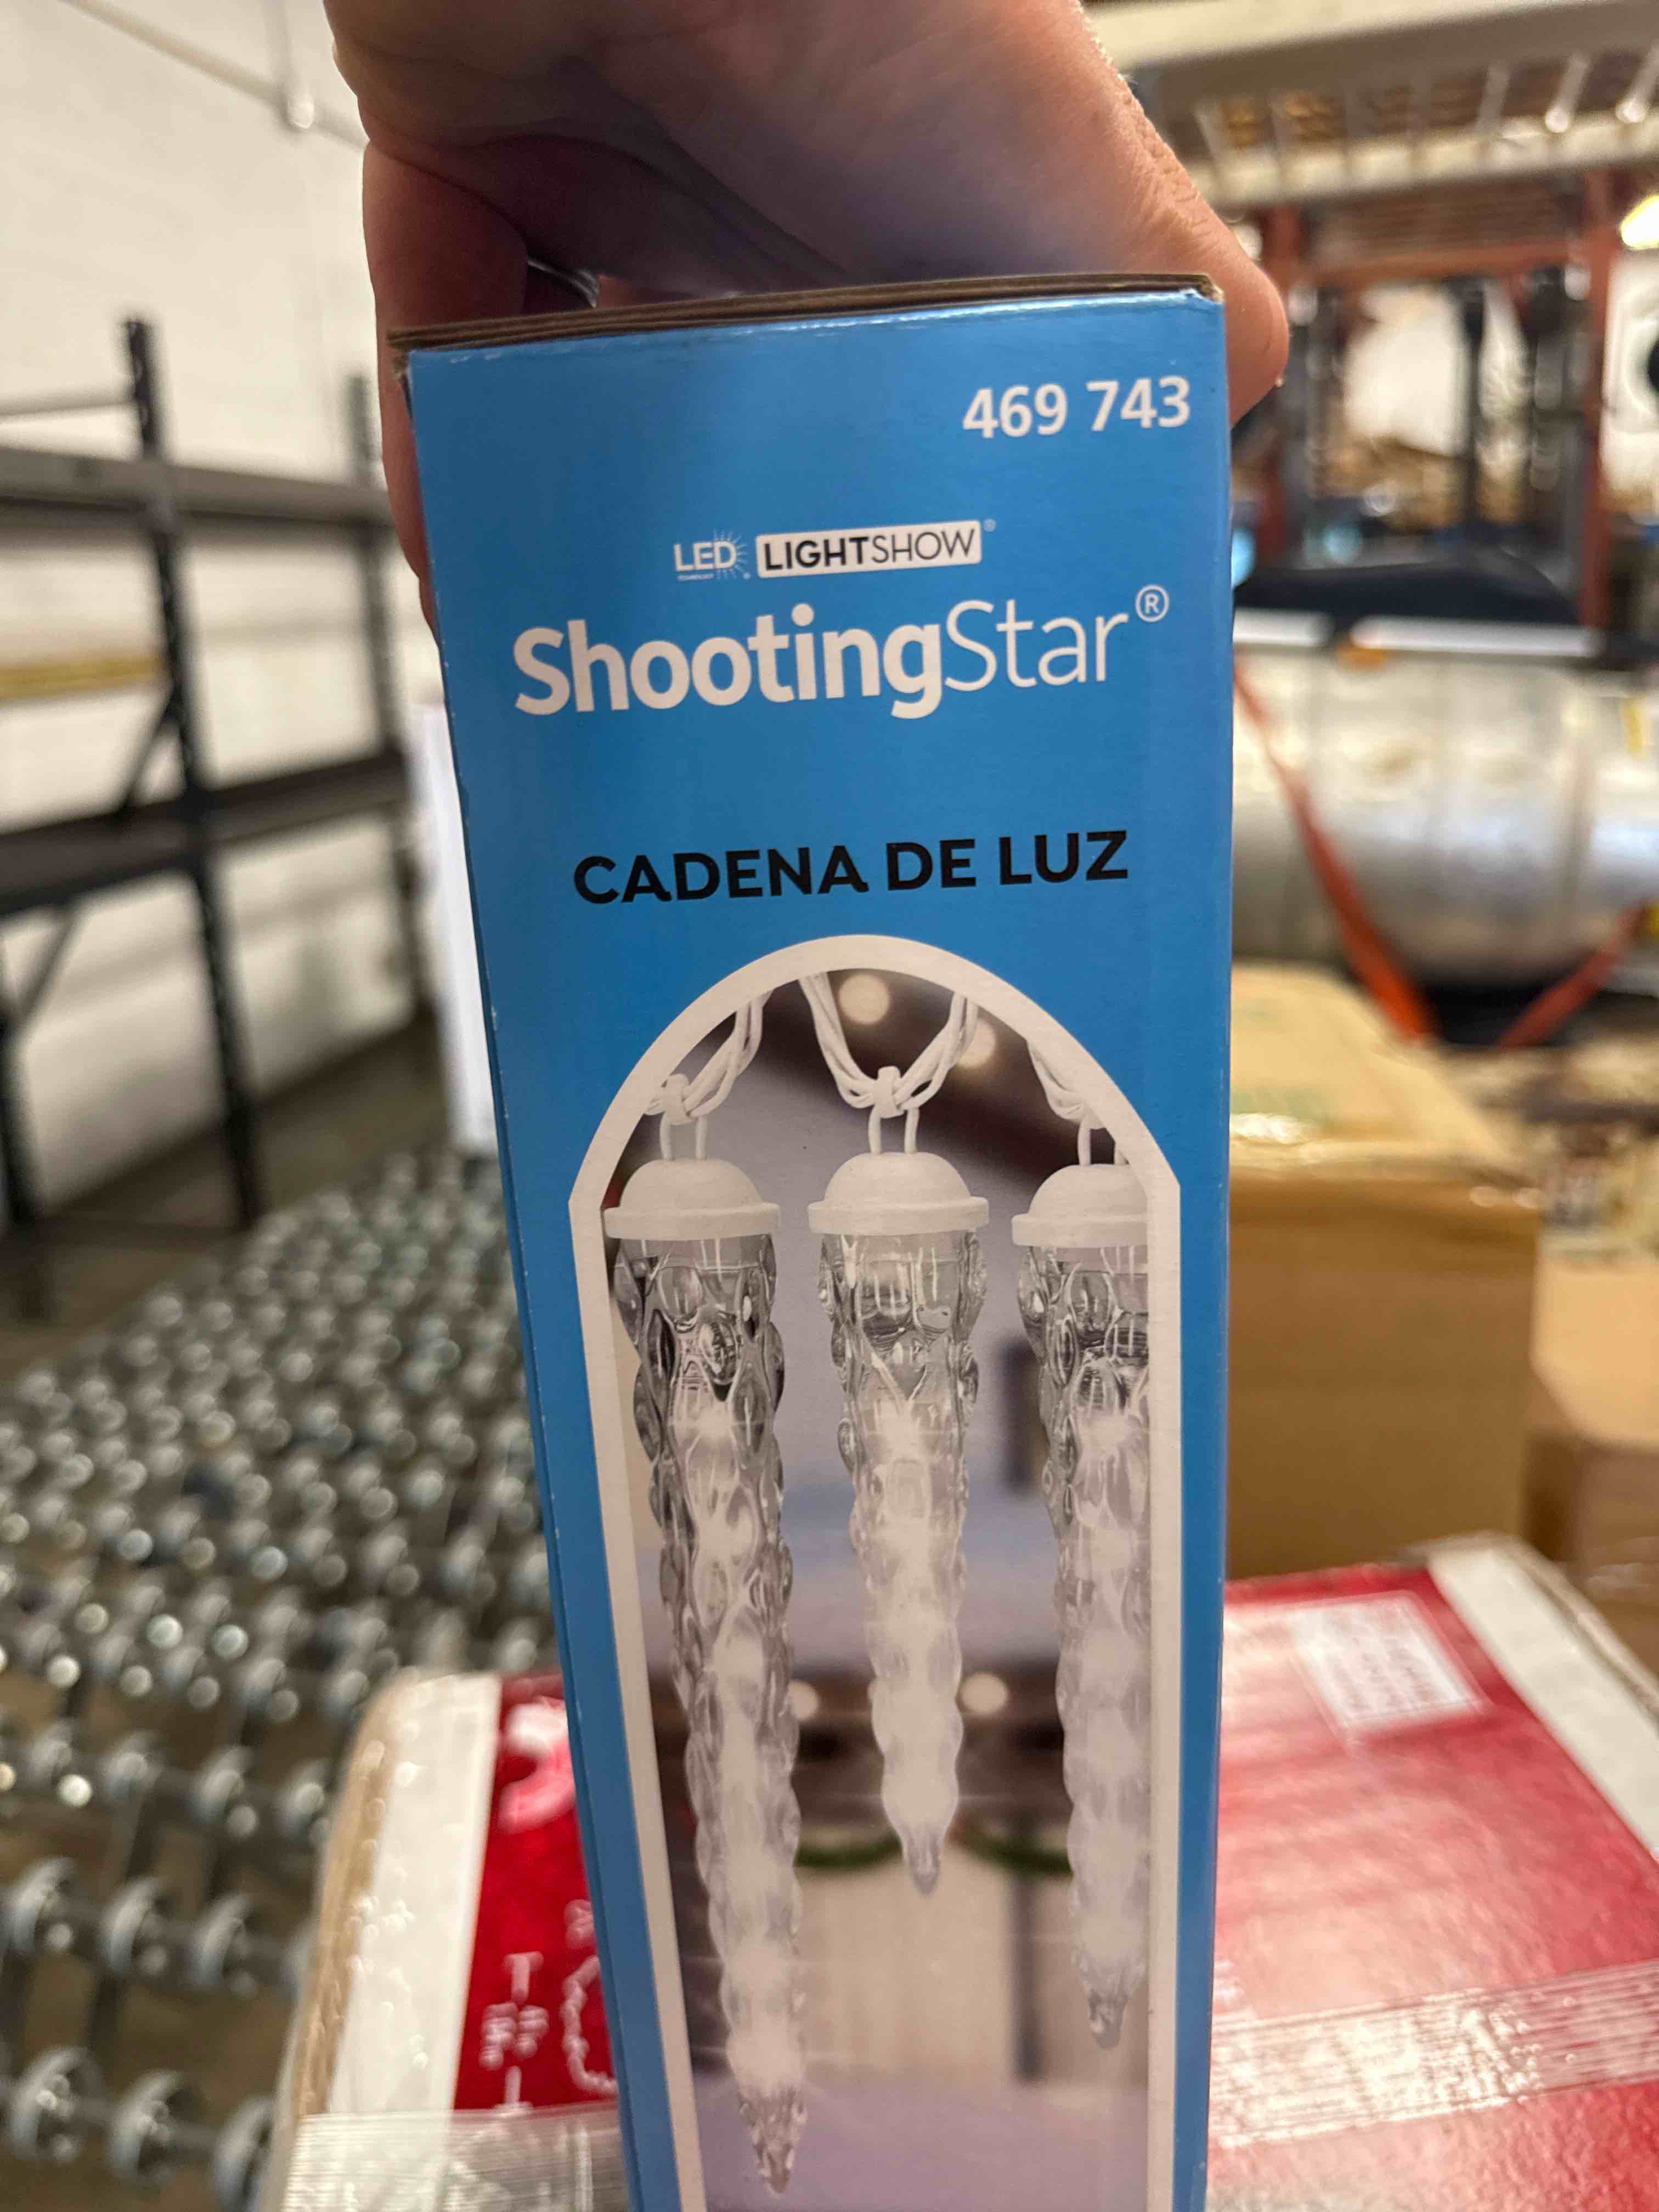 469 743
LED LIGHTSHOW®
ShootingStar®
CADENA DE LUZ